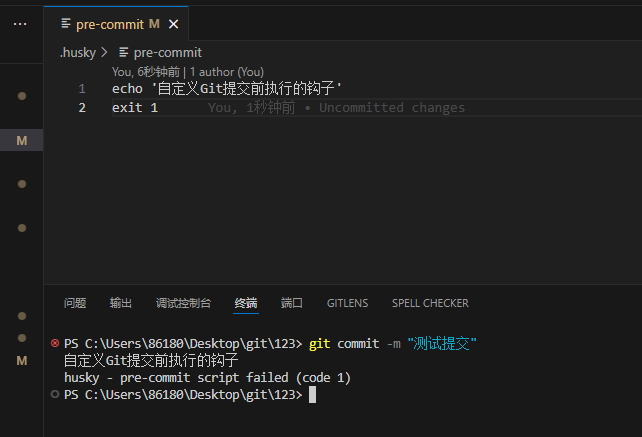 ... pre-commit M ×
.husky > pre-commit
You, 6秒钟前 | 1 author (You)
1 echo '自定义Git提交前执行的钩子'
2 exit 1 You, 1秒钟前 • Uncommitted changes
M
M
问题 输出 调试控制台 终端 端口 GITLENS SPELL CHECKER
PS C:\Users\86180\Desktop\git\123> git commit -m "测试提交"
自定义Git提交前执行的钩子
husky - pre-commit script failed (code 1)
PS C:\Users\86180\Desktop\git\123>